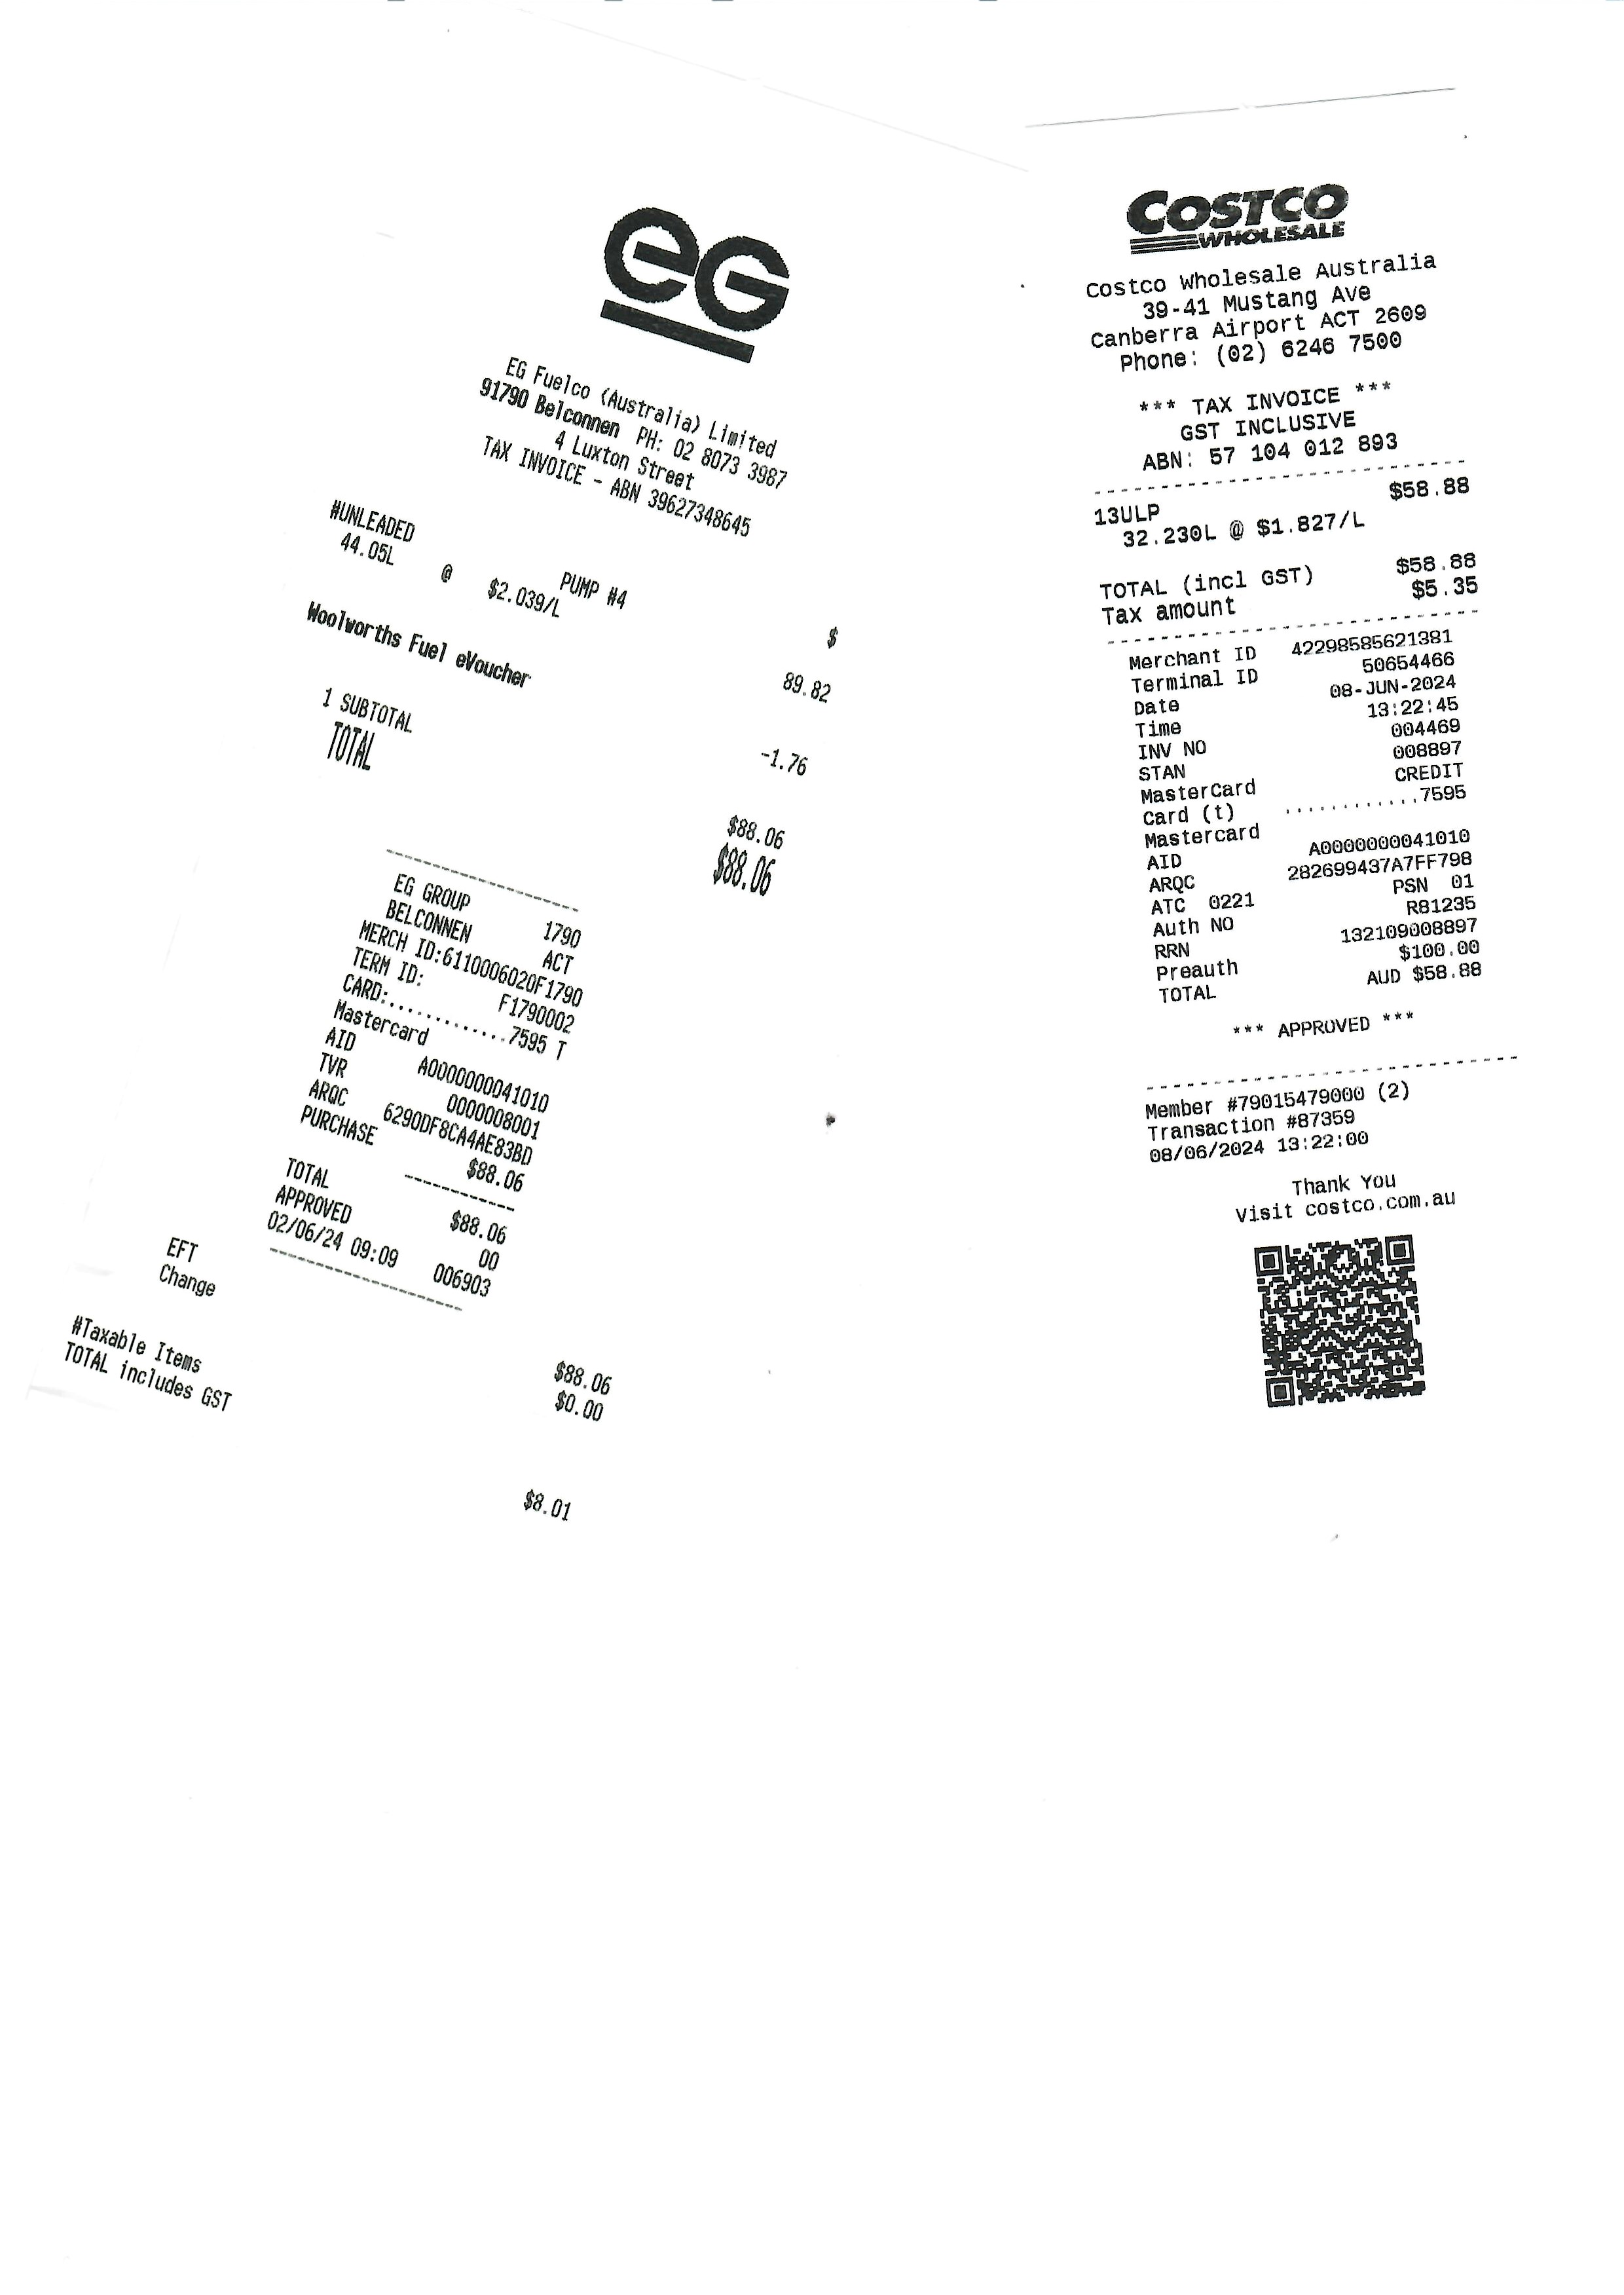 eG
EG Fuelco (Australia) Limited
91790 Belconnen PH: 02 8073 3987
4 Luxton Street
TAX INVOICE - ABN 39627348645
$
#UNLEADED PUMP #4
44.05L @ $2.039/L 89.82
Woolworths Fuel eVoucher -1.76
1 SUBTOTAL $88.06
TOTAL $88.06
EG GROUP 1790
BELCONNEN ACT
MERCH ID:6110006020F1790
TERM ID: F1790002
CARD:............7595 T
Mastercard
AID A0000000041010
TVR 0000008001
ARQC 6290DF8CA4AE83BD
PURCHASE $88.06
TOTAL $88.06
APPROVED 00
02/06/24 09:09 006903
EFT $88.06
Change $0.00
#Taxable Items
TOTAL includes GST $8.01
COSTCO
WHOLESALE
Costco Wholesale Australia
39-41 Mustang Ave
Canberra Airport ACT 2609
Phone: (02) 6246 7500
*** TAX INVOICE ***
GST INCLUSIVE
ABN: 57 104 012 893
13ULP $58.88
32.230L @ $1.827/L
TOTAL (incl GST) $58.88
Tax amount $5.35
Merchant ID 42298585621381
Terminal ID 50654466
Date 08-JUN-2024
Time 13:22:45
INV NO 004469
STAN 008897
MasterCard CREDIT
Card (t) ............7595
Mastercard
AID A0000000041010
ARQC 282699437A7FF798
ATC 0221 PSN 01
Auth NO R81235
RRN 132109008897
Preauth $100.00
TOTAL AUD $58.88
*** APPROVED ***
Member #79015479000 (2)
Transaction #87359
08/06/2024 13:22:00
Thank You
Visit costco.com.au